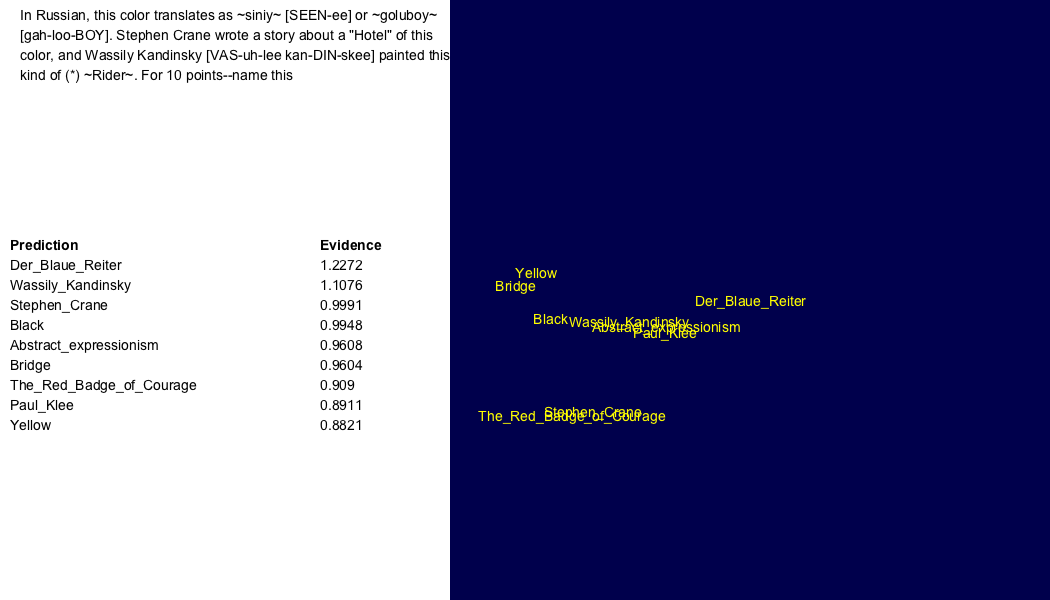 In Russian, this color translates as ~siniy~ [SEEN-ee] or ~goluboy~
[gah-loo-BOY]. Stephen Crane wrote a story about a "Hotel" of this
color, and Wassily Kandinsky [VAS-uh-lee kan-DIN-skee] painted this
kind of (*) ~Rider~. For 10 points--name this
Prediction Evidence
Der_Blaue_Reiter 1.2272
Wassily_Kandinsky 1.1076
Stephen_Crane 0.9991
Black 0.9948
Abstract_expressionism 0.9608
Bridge 0.9604
The_Red_Badge_of_Courage 0.909
Paul_Klee 0.8911
Yellow 0.8821
Yellow
Bridge
Der_Blaue_Reiter
Black
Wassily_Kandinsky
Abstract_expressionism
Paul_Klee
Stephen_Crane
The_Red_Badge_of_Courage